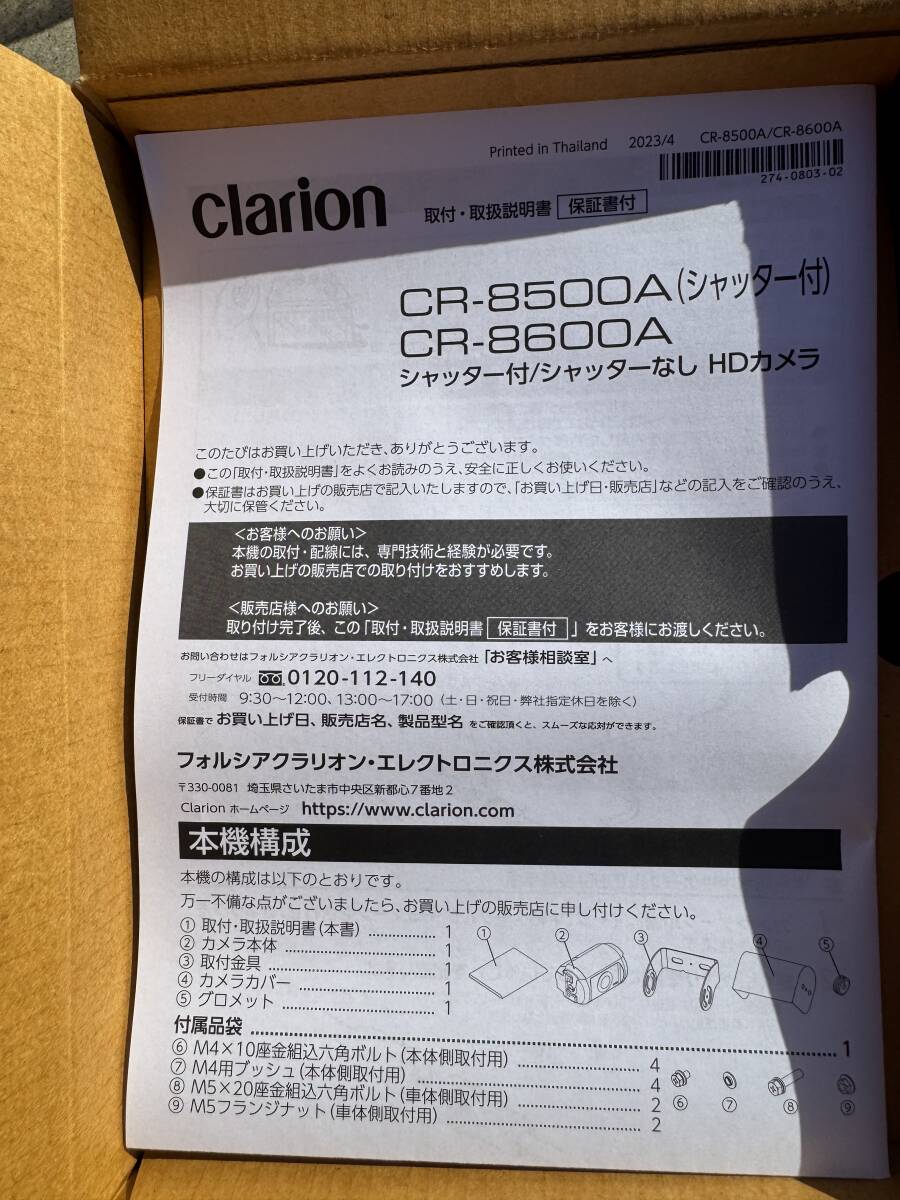 Printed in Thailand 2023/4 CR-8500A/CR-8600A
274-0803-02
Clarion 取付・取扱説明書 保証書付
CR-8500A(シャッター付)
CR-8600A
シャッター付/シャッターなし HDカメラ
このたびはお買い上げいただき、ありがとうございます。
●この「取付・取扱説明書」をよくお読みのうえ、安全に正しくお使いください。
●保証書はお買い上げの販売店で記入いたしますので、「お買い上げ日・販売店」などの記入をご確認のうえ、
大切に保管ください。
＜お客様へのお願い＞
本機の取付・配線には、専門技術と経験が必要です。
お買い上げの販売店での取り付けをおすすめします。
＜販売店様へのお願い＞
取り付け完了後、この「取付・取扱説明書 保証書付 」をお客様にお渡しください。
お問い合わせはフォルシアクラリオン・エレクトロニクス株式会社 「お客様相談室」へ
フリーダイヤル 0120-112-140
受付時間 9:30〜12:00、13:00〜17:00 (土・日・祝日・弊社指定休日を除く)
保証書で お買い上げ日、販売店名、製品型名 をご確認頂くと、スムーズな応対ができます。
フォルシアクラリオン・エレクトロニクス株式会社
〒330-0081 埼玉県さいたま市中央区新都心7番地2
Clarion ホームページ https://www.clarion.com
本機構成
本機の構成は以下のとおりです。
万一不備な点がございましたら、お買い上げの販売店に申し付けください。
① 取付・取扱説明書(本書) .............. 1
② カメラ本体 .............. 1
③ 取付金具 .............. 1
④ カメラカバー .............. 1
⑤ グロメット .............. 1
① ② ③ ④ ⑤
付属品袋 .............. 1
⑥ M4×10座金組込六角ボルト(本体側取付用) .............. 4
⑦ M4用ブッシュ(本体側取付用) .............. 4
⑧ M5×20座金組込六角ボルト(車体側取付用) .............. 2
⑨ M5フランジナット(車体側取付用) .............. 2
⑥ ⑦ ⑧ ⑨